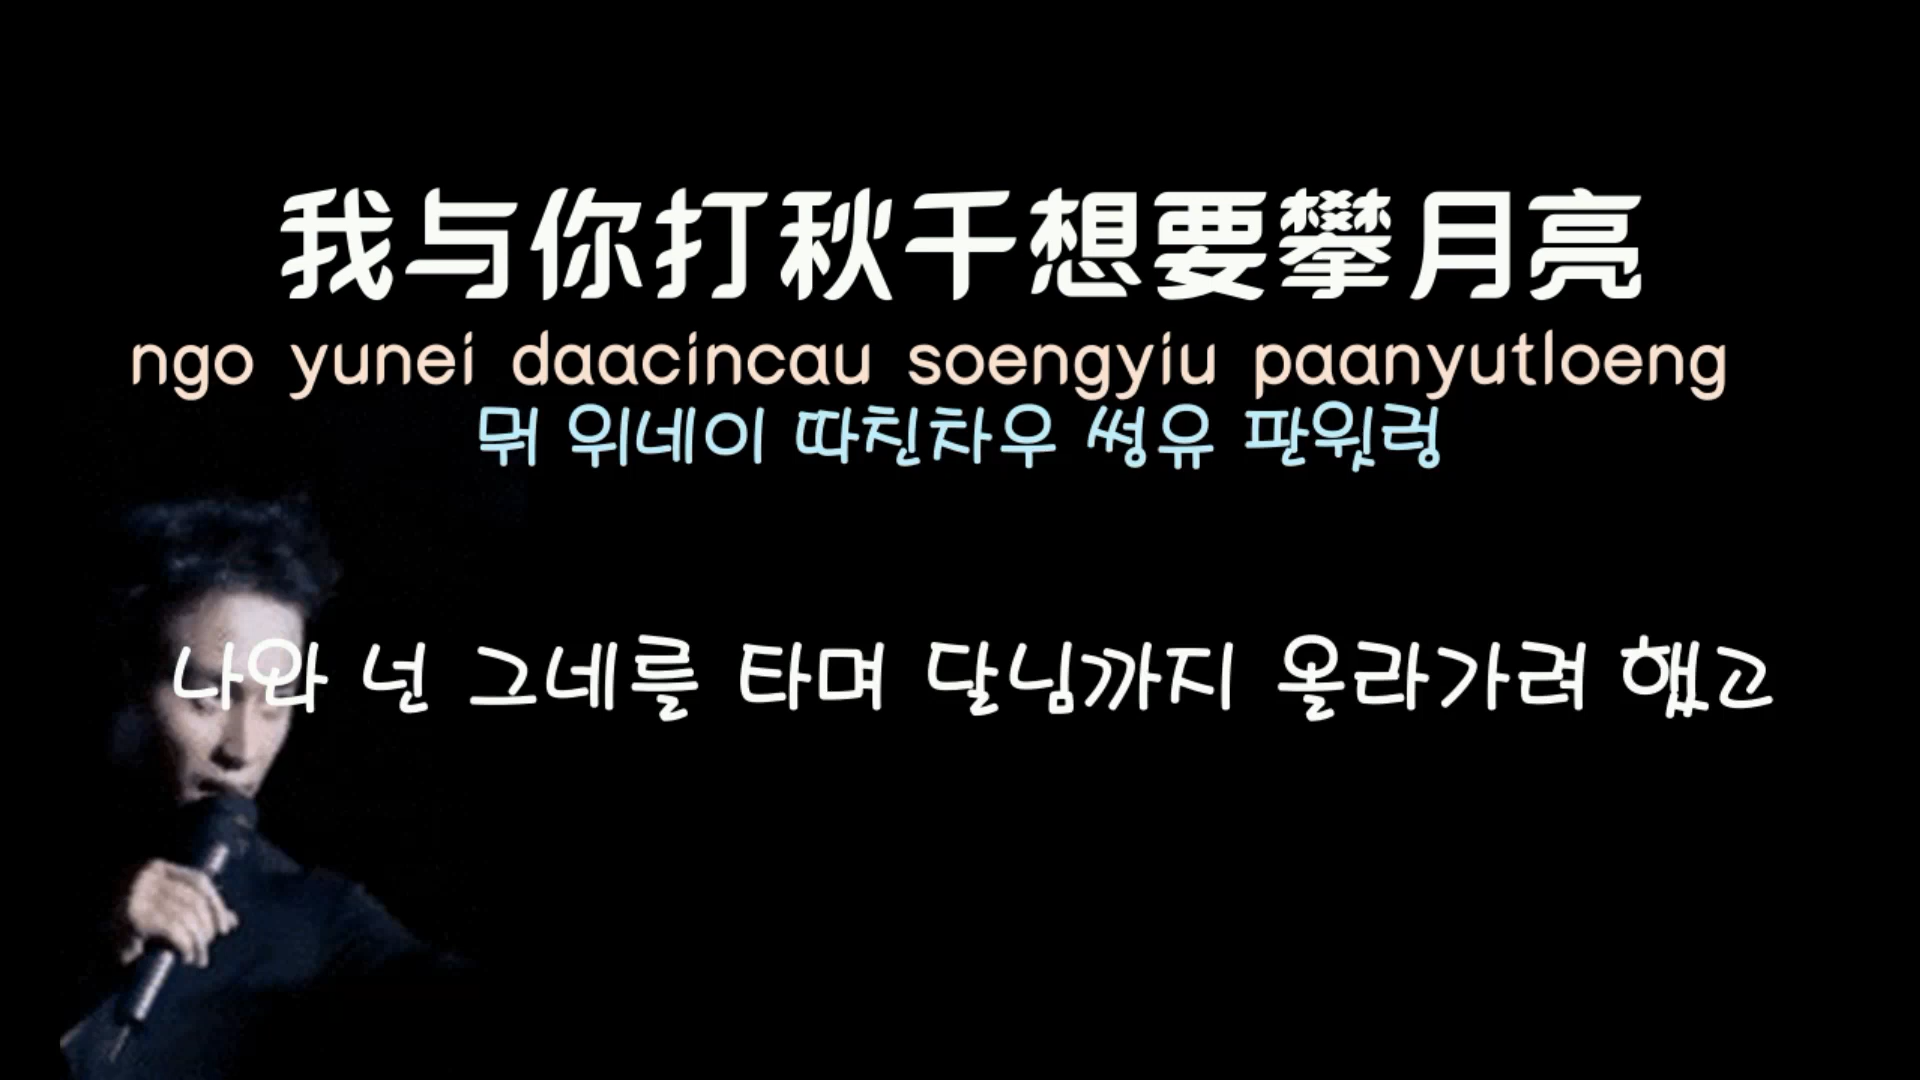 我与你打秋千想要攀月亮
ngo yunei daacincau soengyiu paanyutloeng
뭐 위네이 따친차우 썽유 판윗렁
나와 넌 그네를 타며 달님까지 올라가려 했고